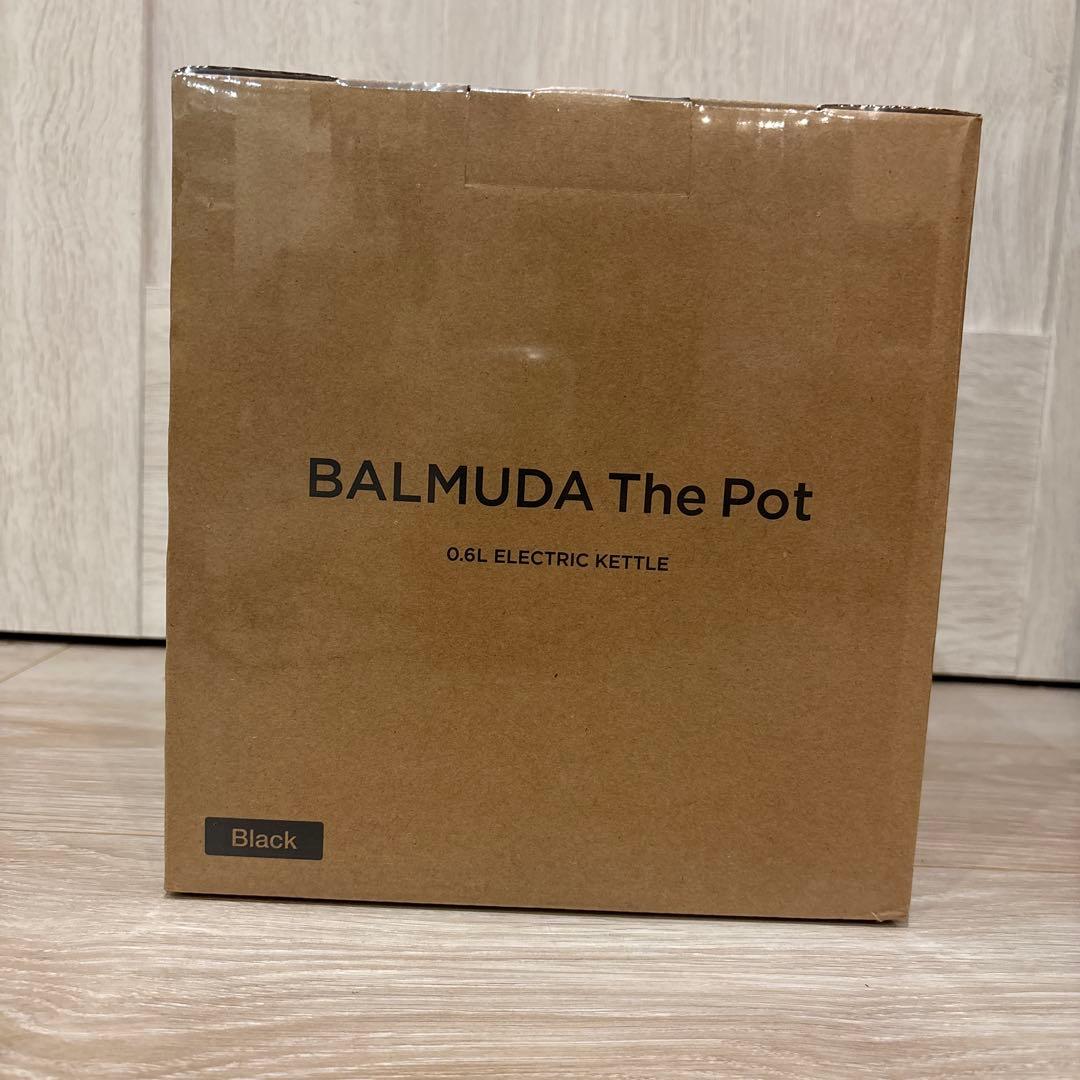 BALMUDA The Pot
0.6L ELECTRIC KETTLE
Black